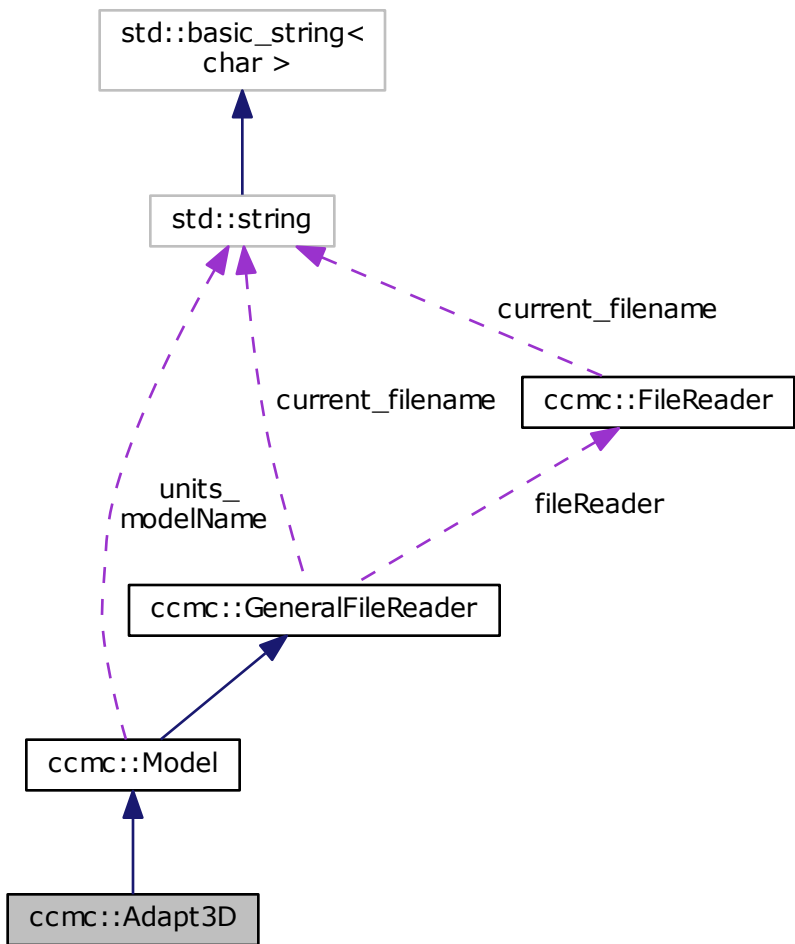 std::basic_string<
char >
std::string
current_filename
current_filename
ccmc::FileReader
units_
modelName
fileReader
ccmc::GeneralFileReader
ccmc::Model
ccmc::Adapt3D